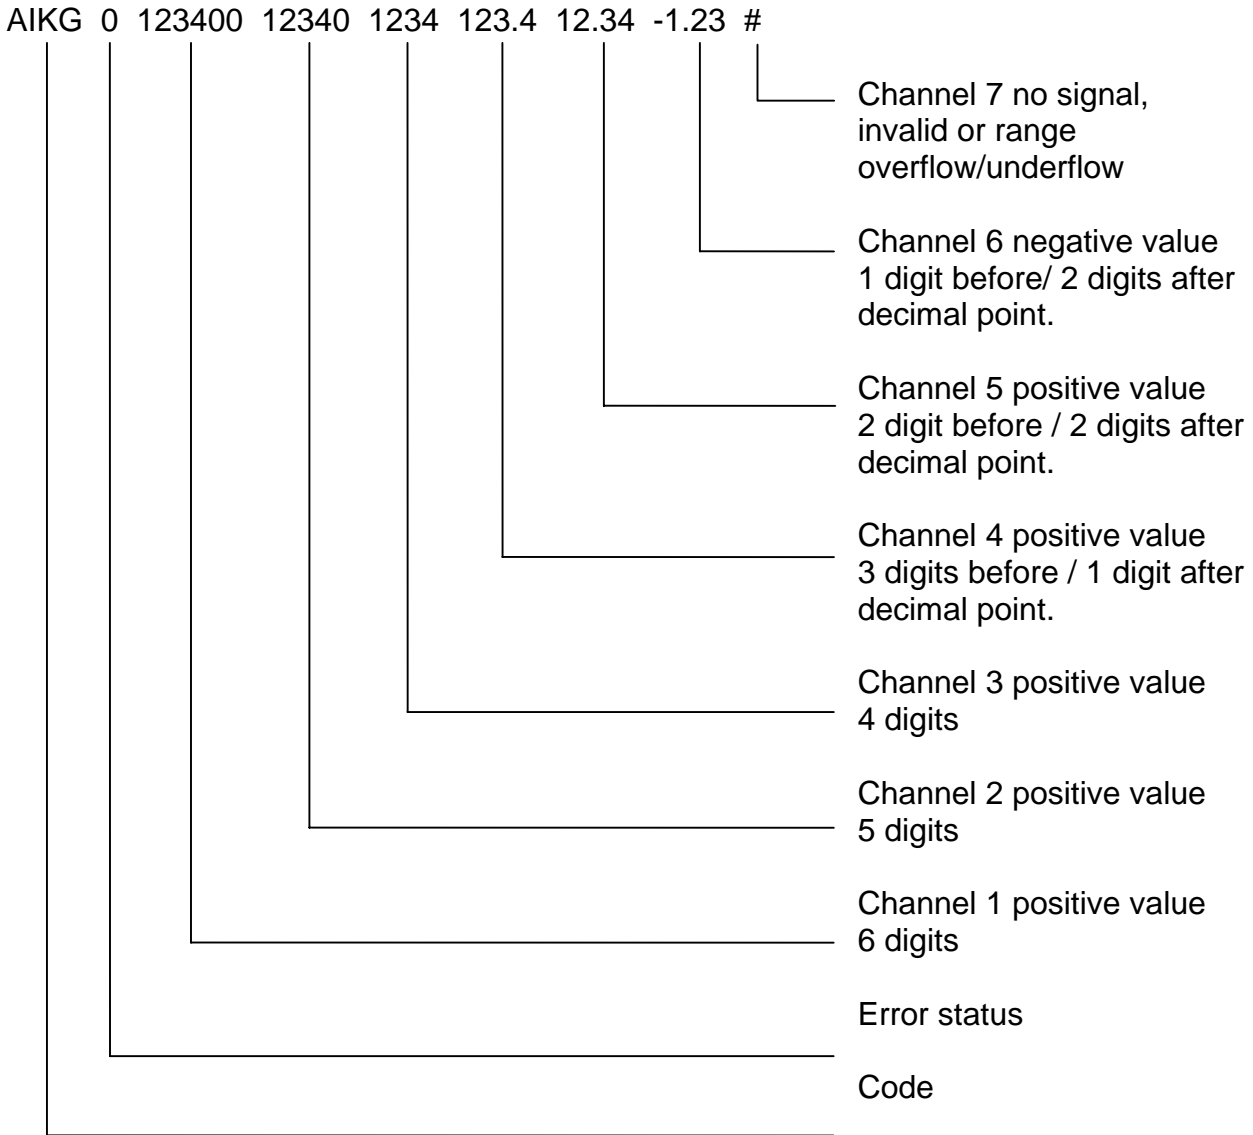 AIKG 0 123400 12340 1234 123.4 12.34 -1.23 #
Channel 7 no signal,
invalid or range
overflow/underflow
Channel 6 negative value
1 digit before/ 2 digits after
decimal point.
Channel 5 positive value
2 digit before / 2 digits after
decimal point.
Channel 4 positive value
3 digits before / 1 digit after
decimal point.
Channel 3 positive value
4 digits
Channel 2 positive value
5 digits
Channel 1 positive value
6 digits
Error status
Code